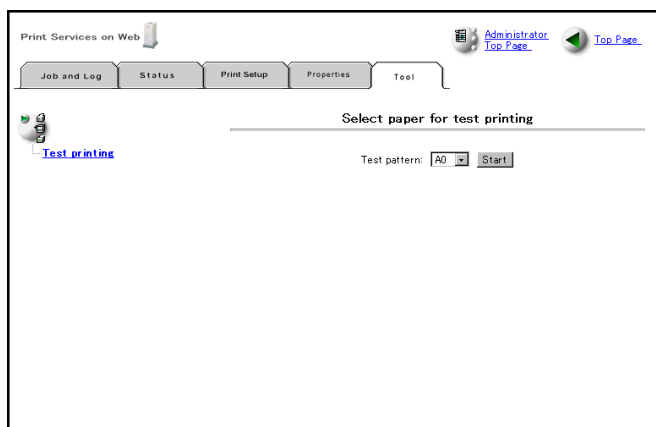 Print Services on Web
Administrator
Top Page
Top Page
Job and Log
Status
Print Setup
Properties
Tool
Select paper for test printing
Test printing
Test pattern: A0 Start